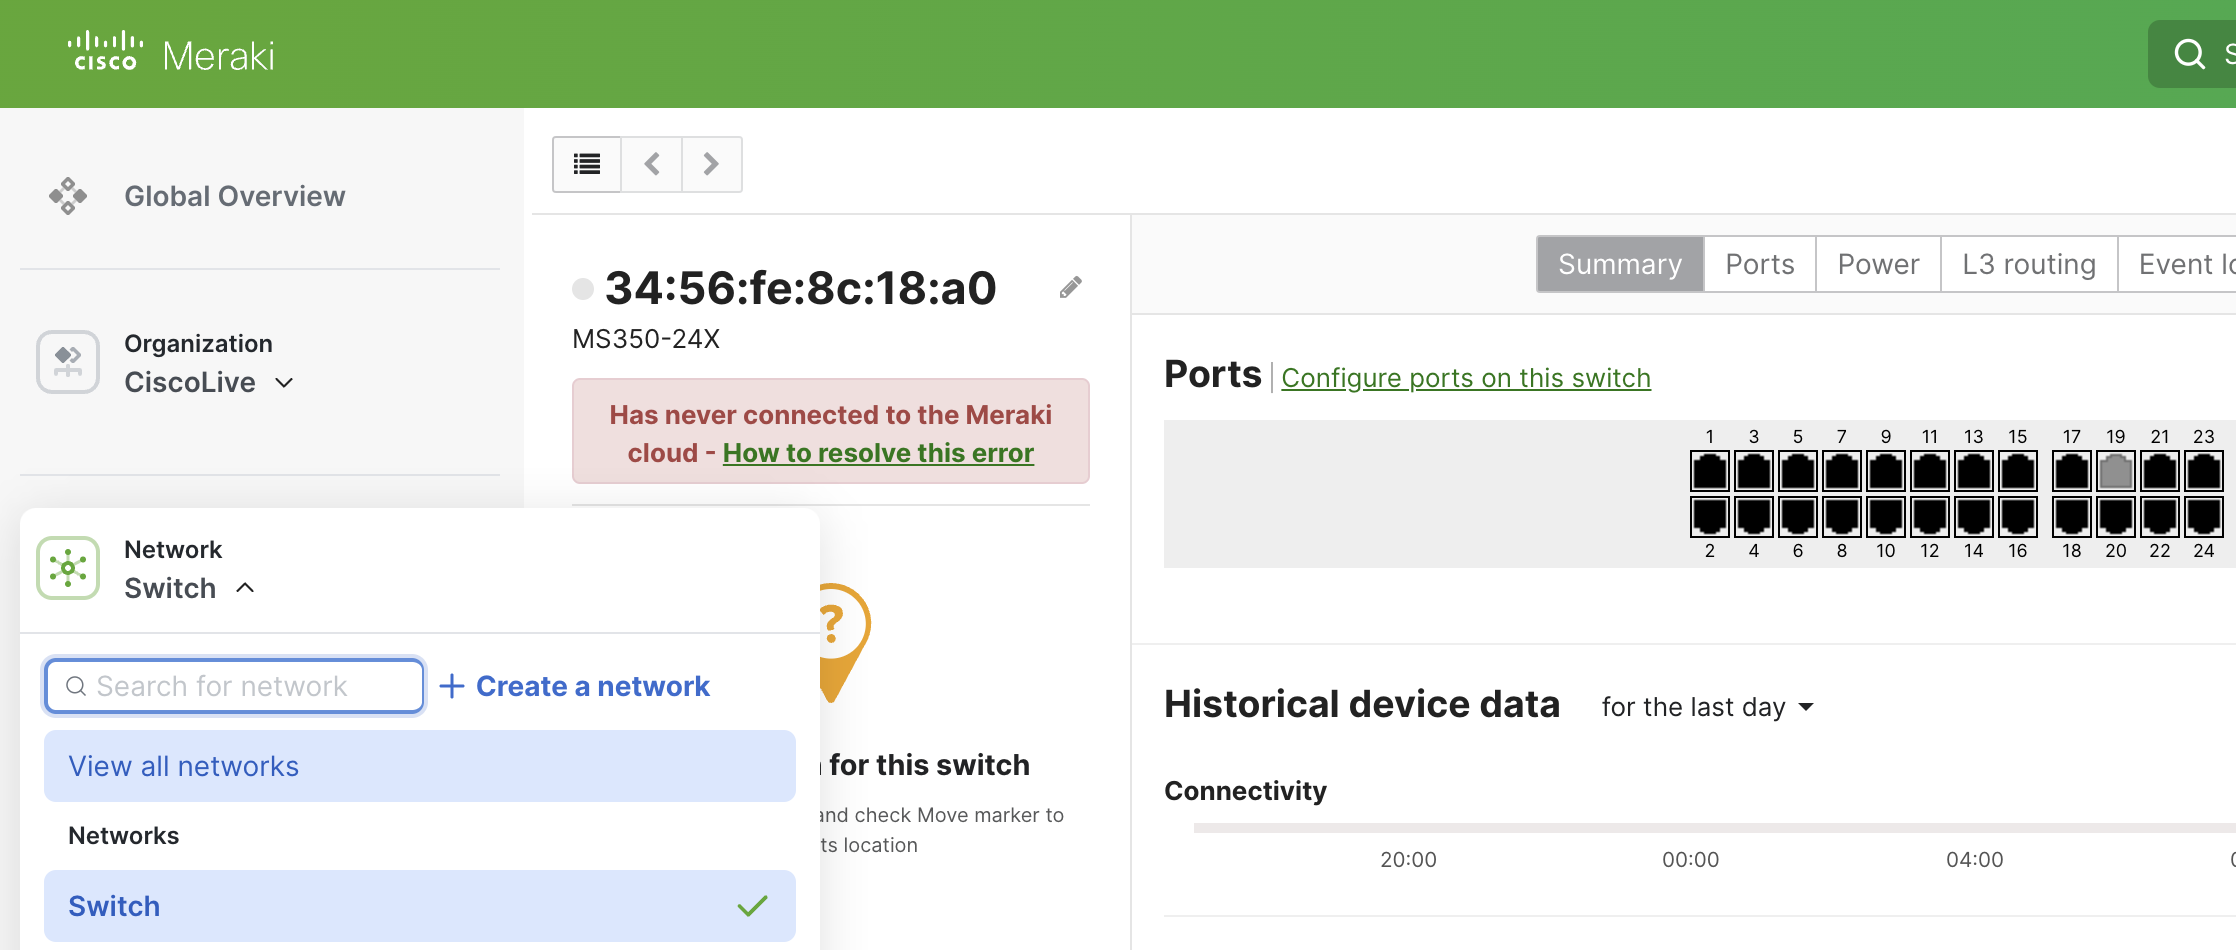 cisco Meraki
S
Global Overview
Organization
CiscoLive
Network
Switch
Search for network
+ Create a network
View all networks
Networks
Switch
34:56:fe:8c:18:a0
MS350-24X
Has never connected to the Meraki
cloud - How to resolve this error
?
for this switch
and check Move marker to
ts location
Summary Ports Power L3 routing Event lo
Ports | Configure ports on this switch
1 3 5 7 9 11 13 15 17 19 21 23
2 4 6 8 10 12 14 16 18 20 22 24
Historical device data for the last day
Connectivity
20:00 00:00 04:00